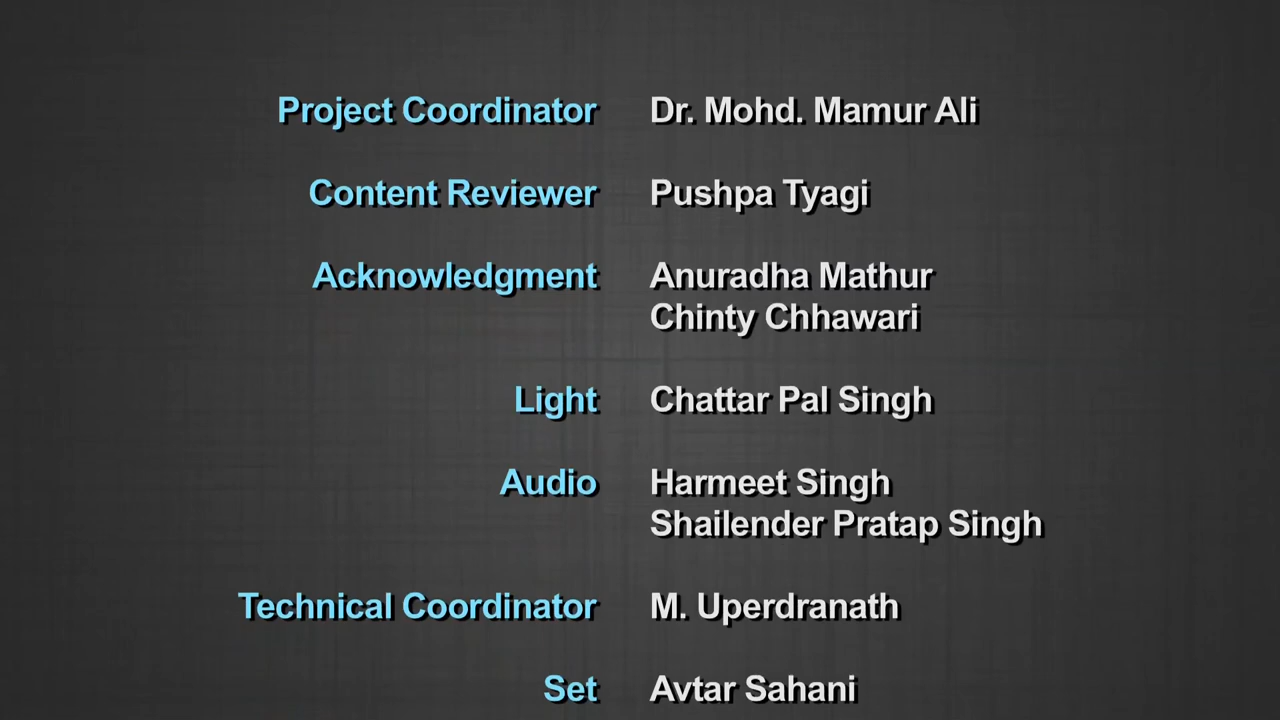 Project Coordinator Dr. Mohd. Mamur Ali
Content Reviewer Pushpa Tyagi
Acknowledgment Anuradha Mathur
Chinty Chhawari
Light Chattar Pal Singh
Audio Harmeet Singh
Shailender Pratap Singh
Technical Coordinator M. Uperdranath
Set Avtar Sahani